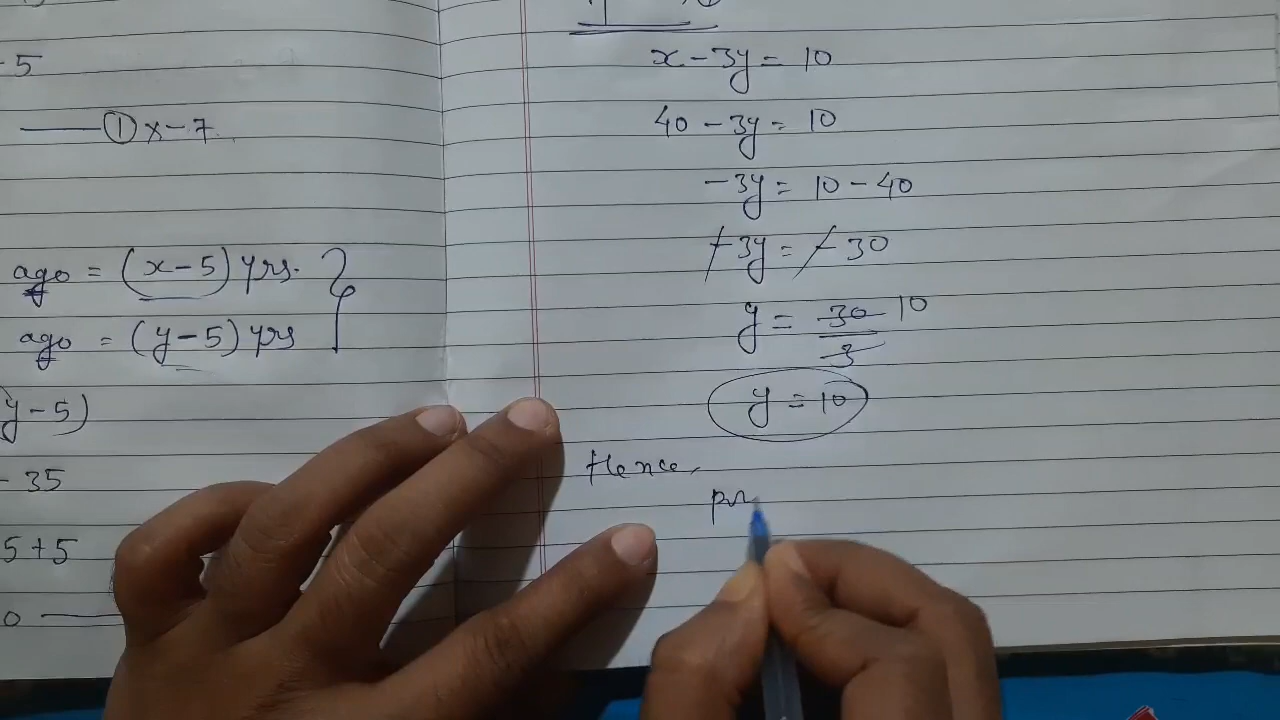 - 5
① x - 7
ago = (x - 5) yrs.
ago = (y - 5) yrs
y - 5)
- 35
5 + 5
0
x - 3y = 10
40 - 3y = 10
- 3y = 10 - 40
- 3y = - 30
y = 30/3 10
y = 10
Hence,